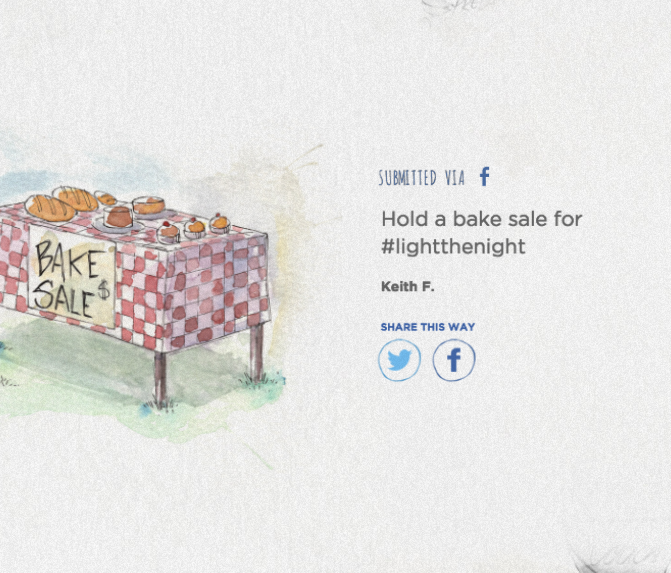 BAKE
SALE $
SUBMITTED VIA f
Hold a bake sale for
#lightthenight
Keith F.
SHARE THIS WAY